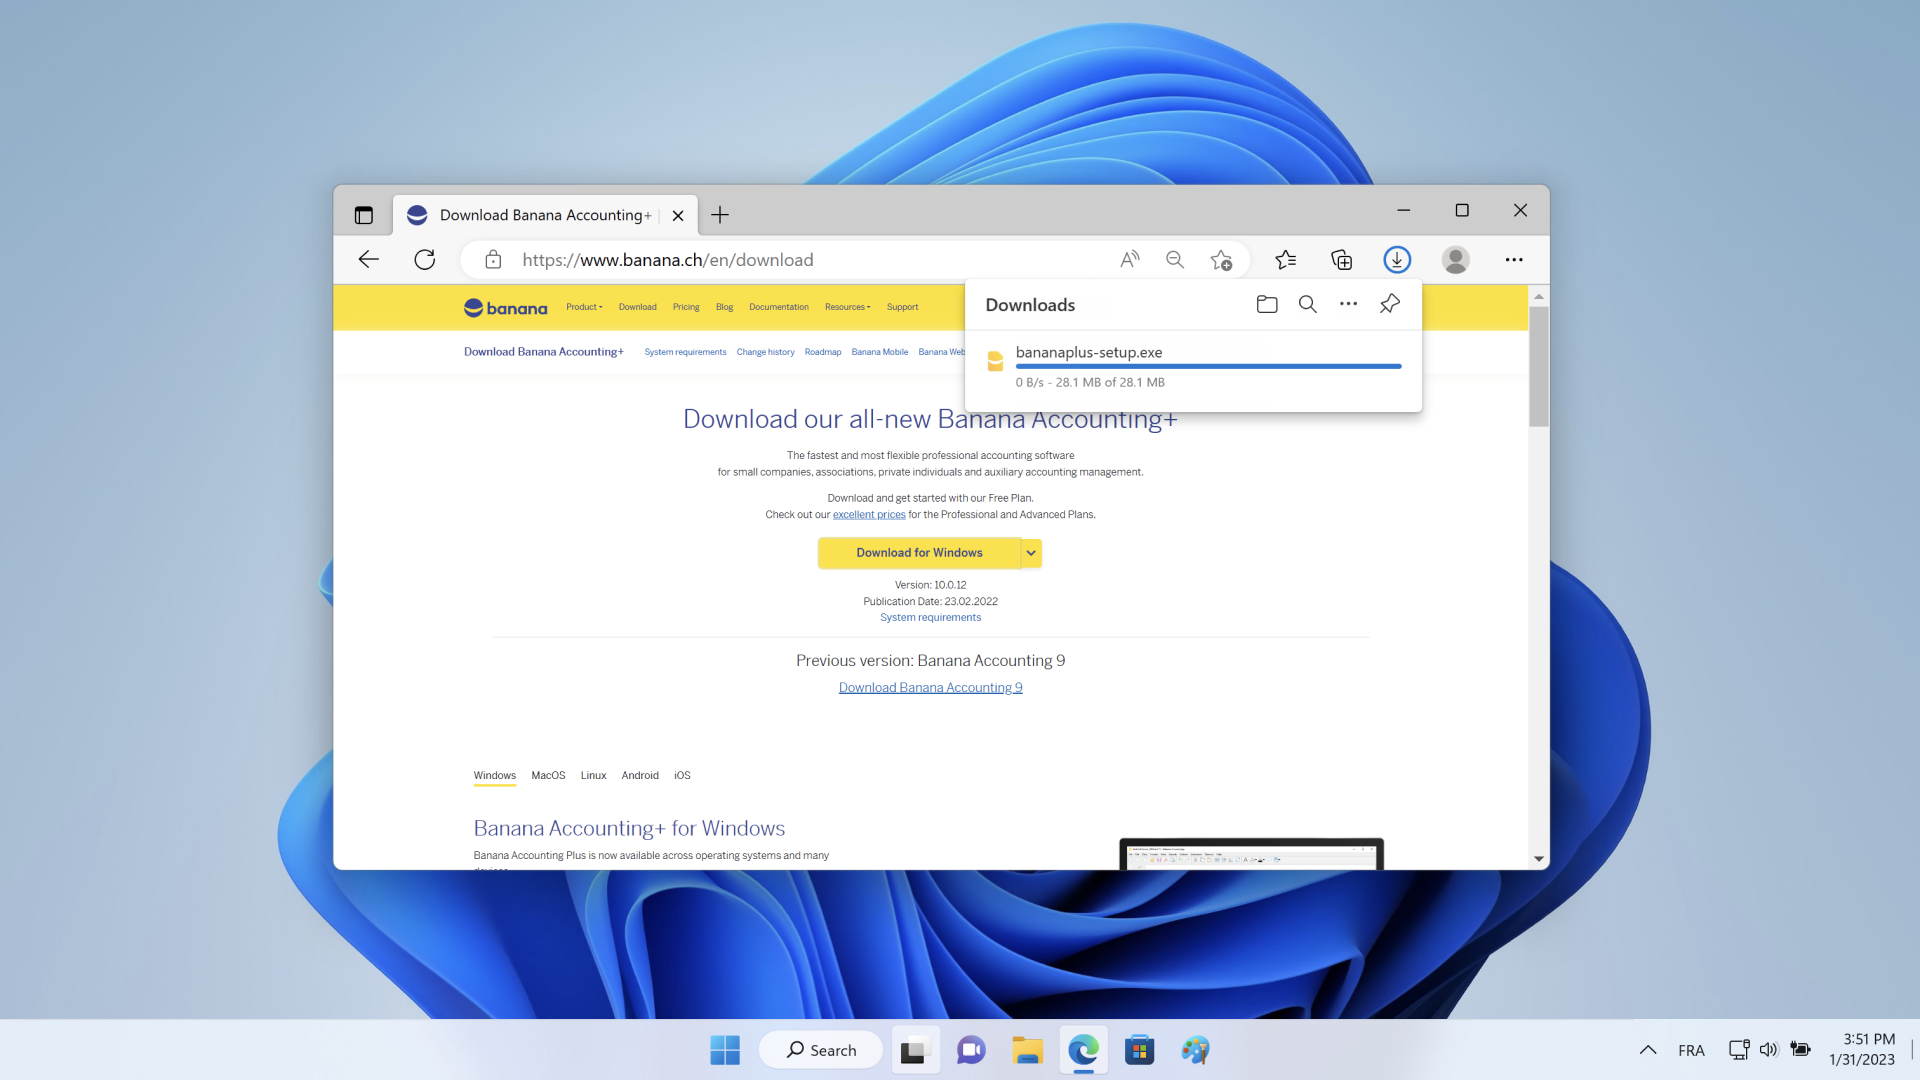 Download Banana Accounting+ |
https://www.banana.ch/en/download
banana
Product
Download
Pricing
Blog
Documentation
Resources
Support
Downloads
bananaplus-setup.exe
0 B/s - 28.1 MB of 28.1 MB
Download Banana Accounting+
System requirements
Change history
Roadmap
Banana Mobile
Banana Web
Download our all-new Banana Accounting+
The fastest and most flexible professional accounting software
for small companies, associations, private individuals and auxiliary accounting management.
Download and get started with our Free Plan.
Check out our excellent prices for the Professional and Advanced Plans.
Download for Windows
Version: 10.0.12
Publication Date: 23.02.2022
System requirements
Previous version: Banana Accounting 9
Download Banana Accounting 9
Windows
MacOS
Linux
Android
iOS
Banana Accounting+ for Windows
Banana Accounting Plus is now available across operating systems and many
Search
FRA
3:51 PM
1/31/2023